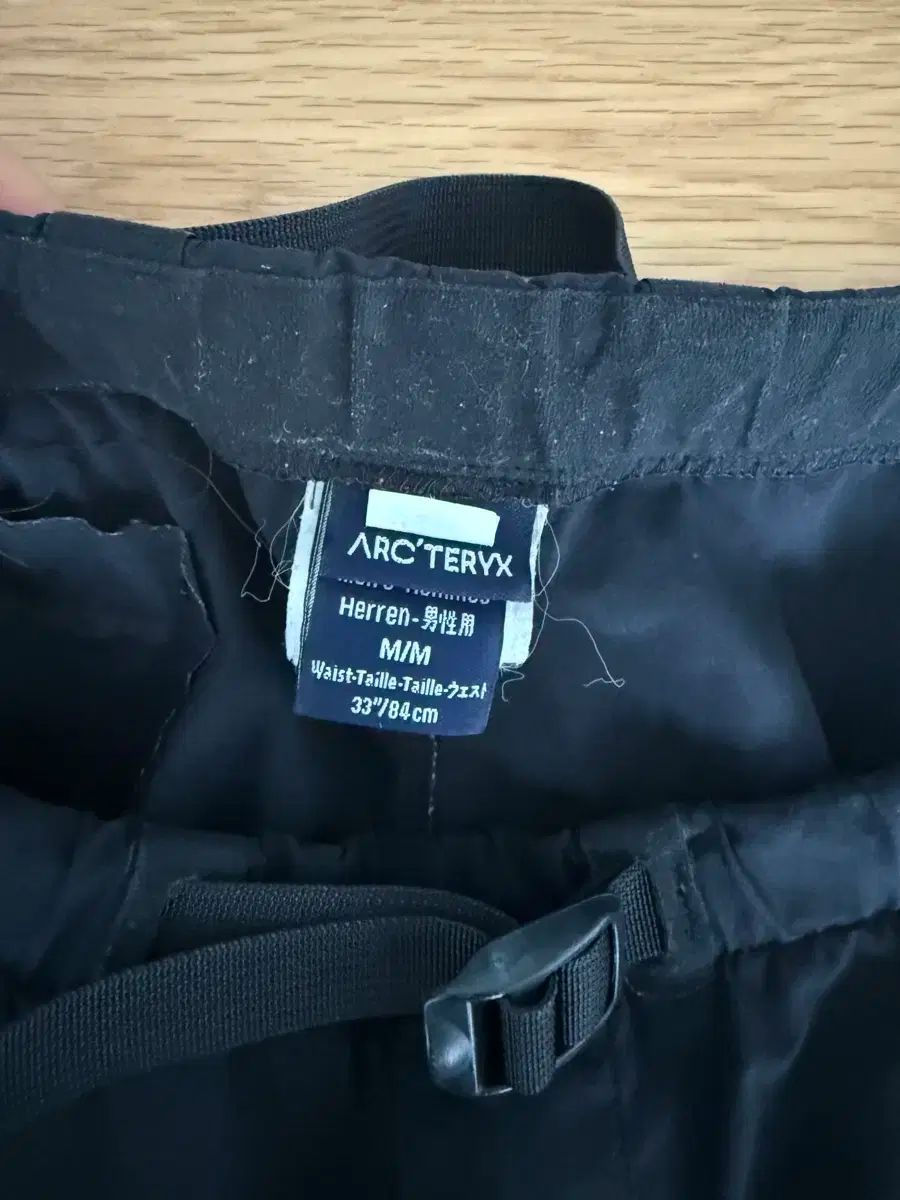 ARC'TERYX
Herren-男性用
M/M
Waist-Taille-Taille-ウェスト
33"/84cm